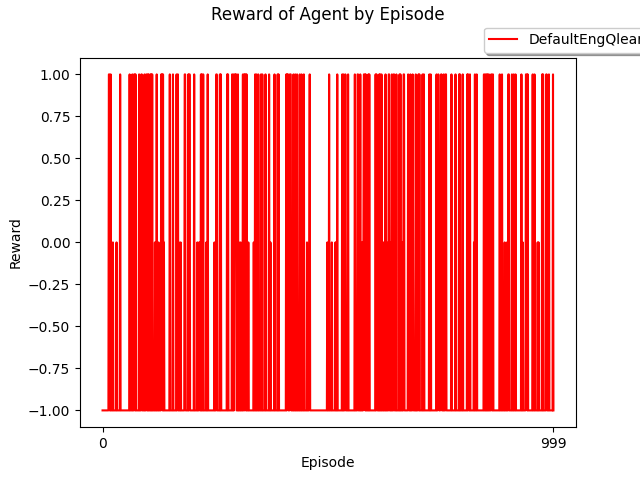 Reward of Agent by Episode
DefaultEngQlear
1.00
0.75
0.50
0.25
0.00
−0.25
−0.50
−0.75
−1.00
Reward
0 999
Episode